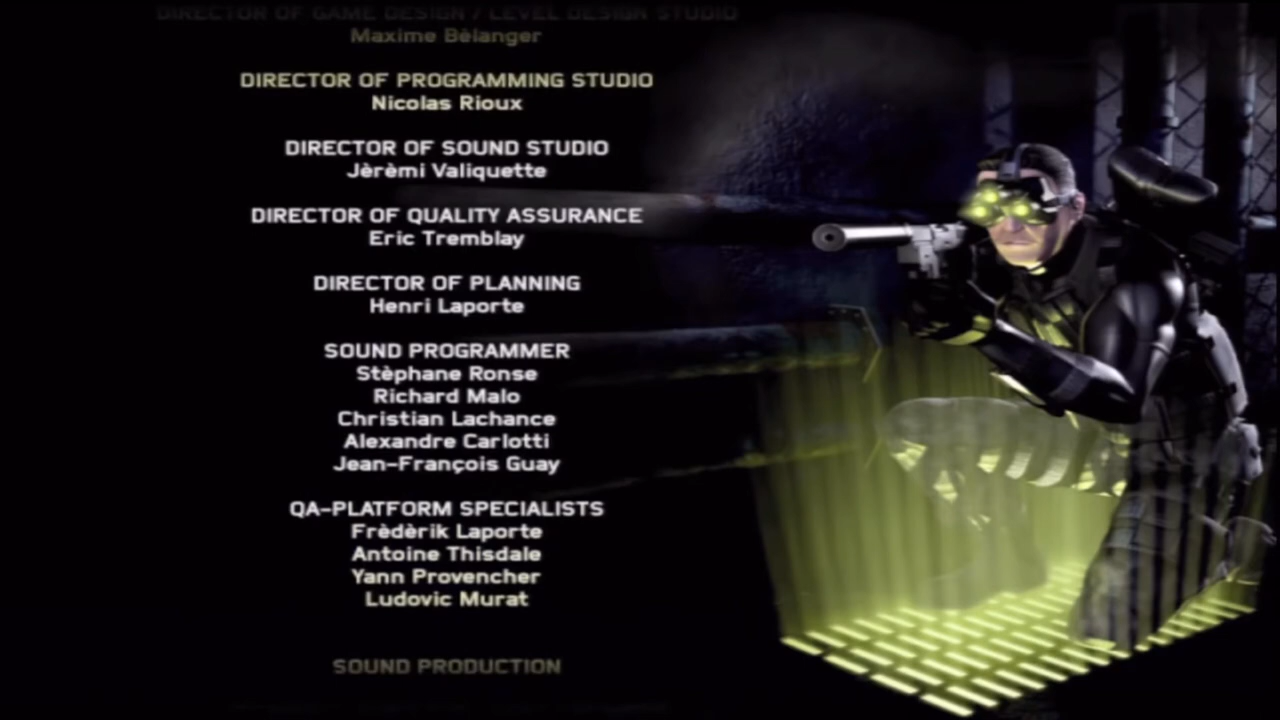 DIRECTOR OF GAME DESIGN / LEVEL DESIGN STUDIO
Maxime Bèlanger
DIRECTOR OF PROGRAMMING STUDIO
Nicolas Rioux
DIRECTOR OF SOUND STUDIO
Jèrèmi Valiquette
DIRECTOR OF QUALITY ASSURANCE
Eric Tremblay
DIRECTOR OF PLANNING
Henri Laporte
SOUND PROGRAMMER
Stèphane Ronse
Richard Malo
Christian Lachance
Alexandre Carlotti
Jean-François Guay
QA-PLATFORM SPECIALISTS
Frèdèrik Laporte
Antoine Thisdale
Yann Provencher
Ludovic Murat
SOUND PRODUCTION